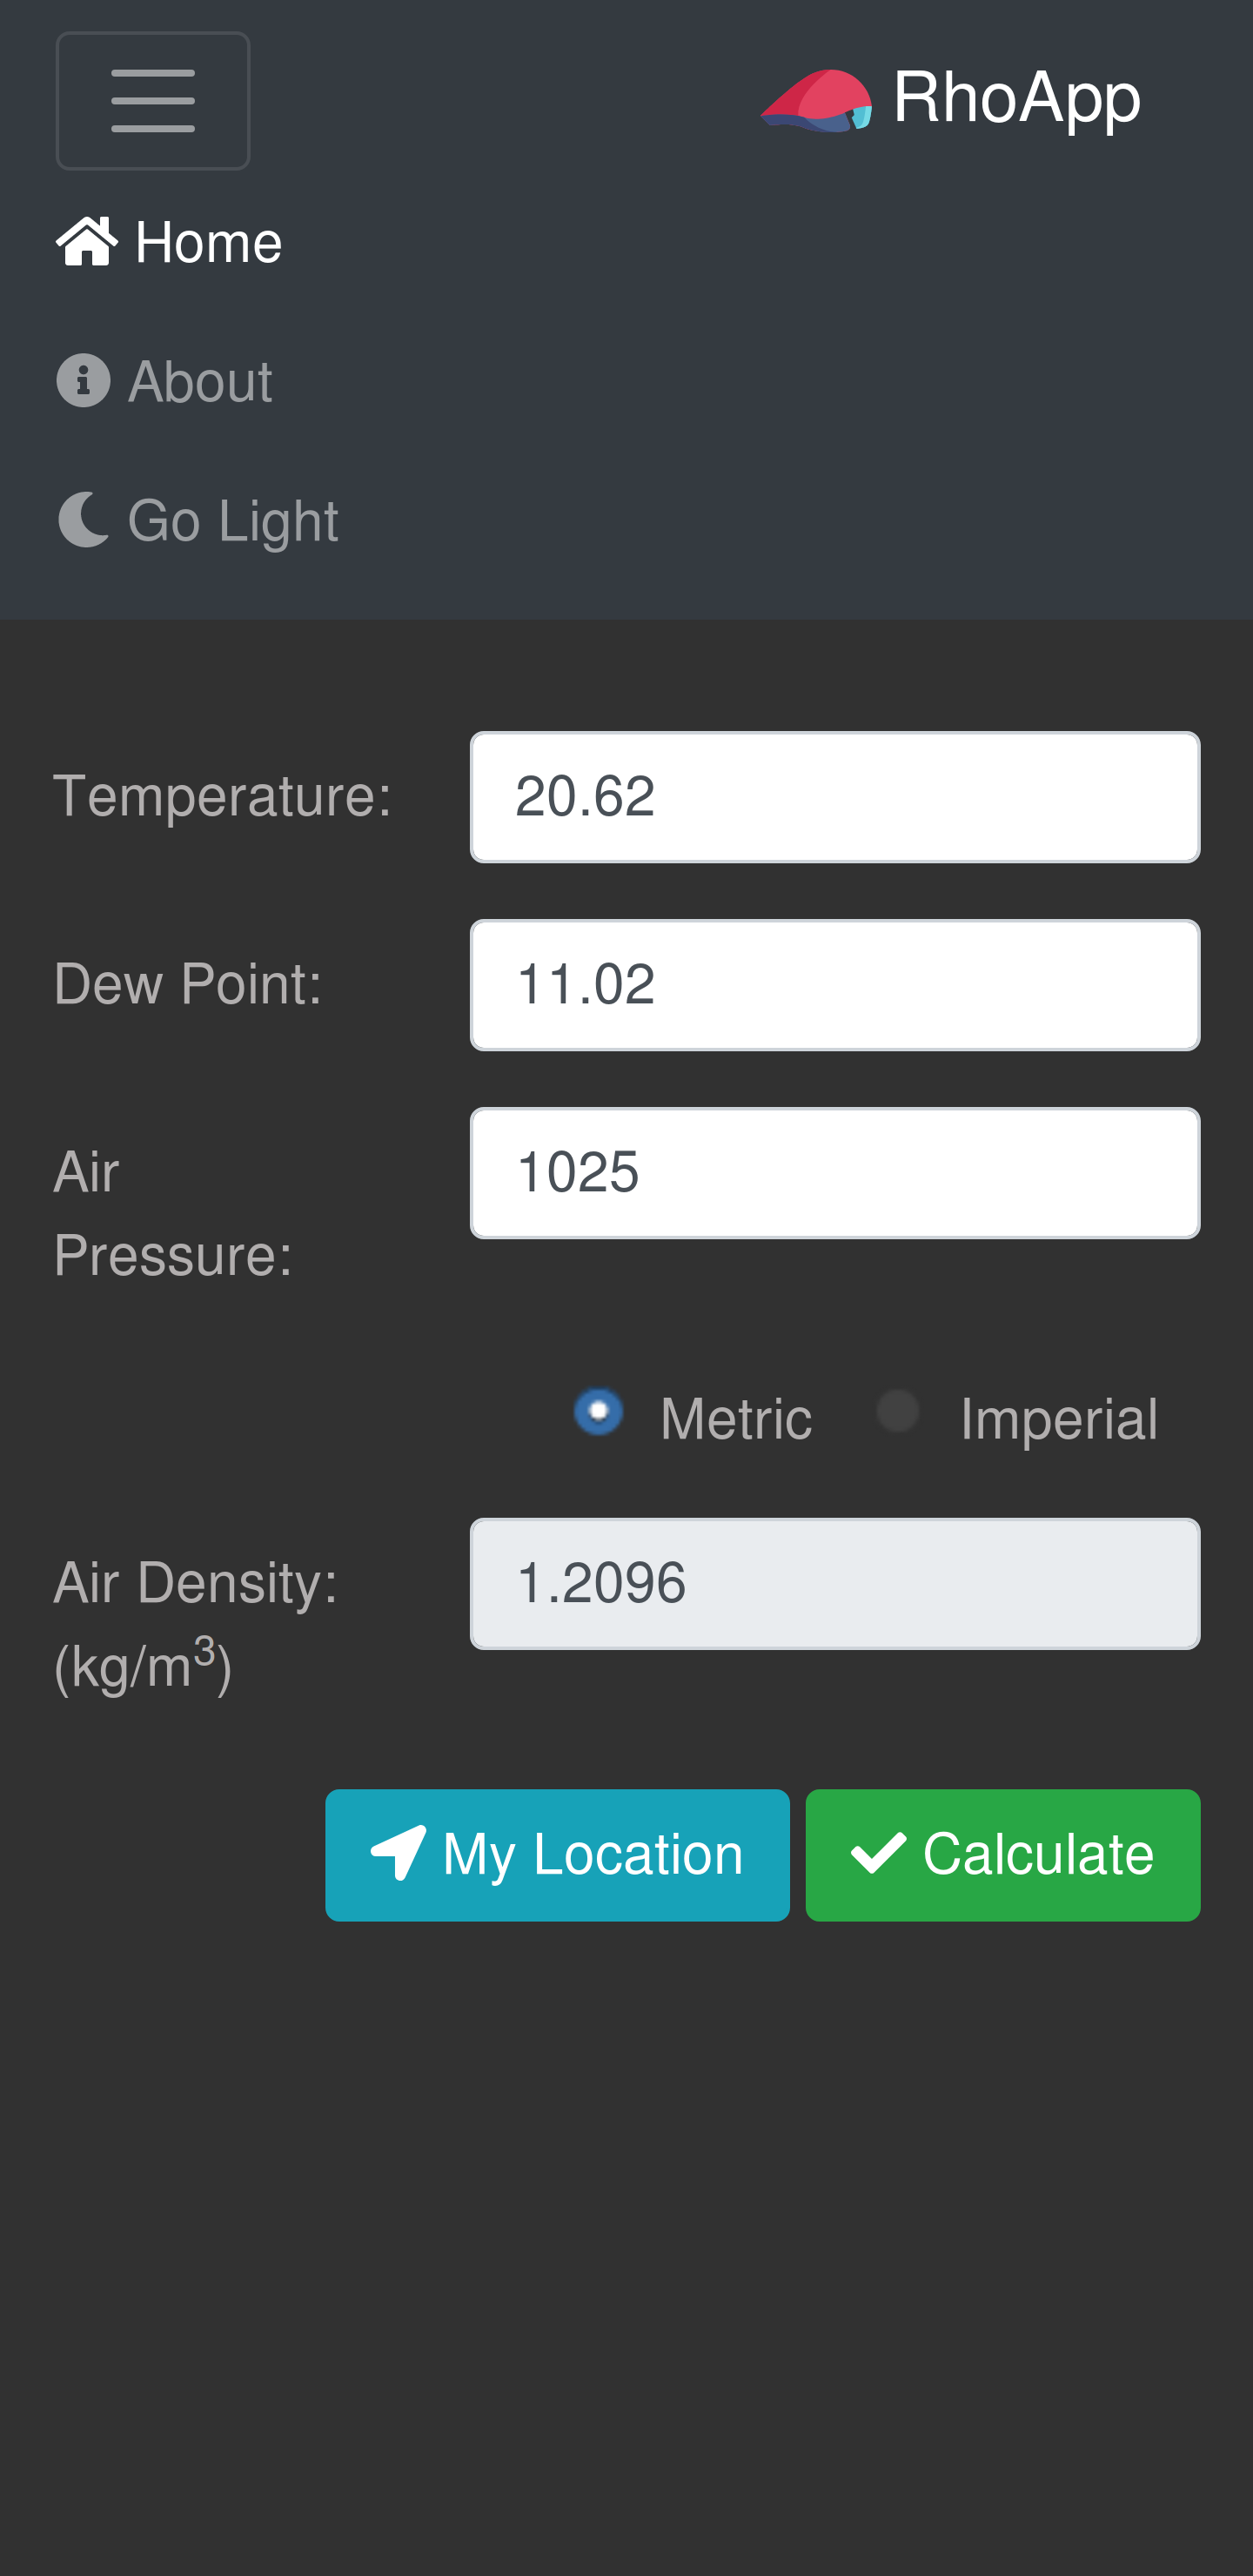 RhoApp
Home
About
Go Light
Temperature: 20.62
Dew Point: 11.02
Air 1025
Pressure:
Metric Imperial
Air Density: 1.2096
(kg/m³)
My Location Calculate